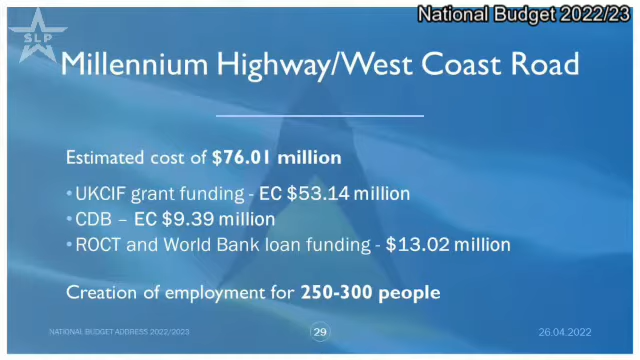 National Budget 2022/23
SLP
Millennium Highway/West Coast Road
Estimated cost of $76.01 million
•UKCIF grant funding - EC $53.14 million
•CDB – EC $9.39 million
•ROCT and World Bank loan funding - $13.02 million
Creation of employment for 250-300 people
NATIONAL BUDGET ADDRESS 2022/2023
29
26.04.2022